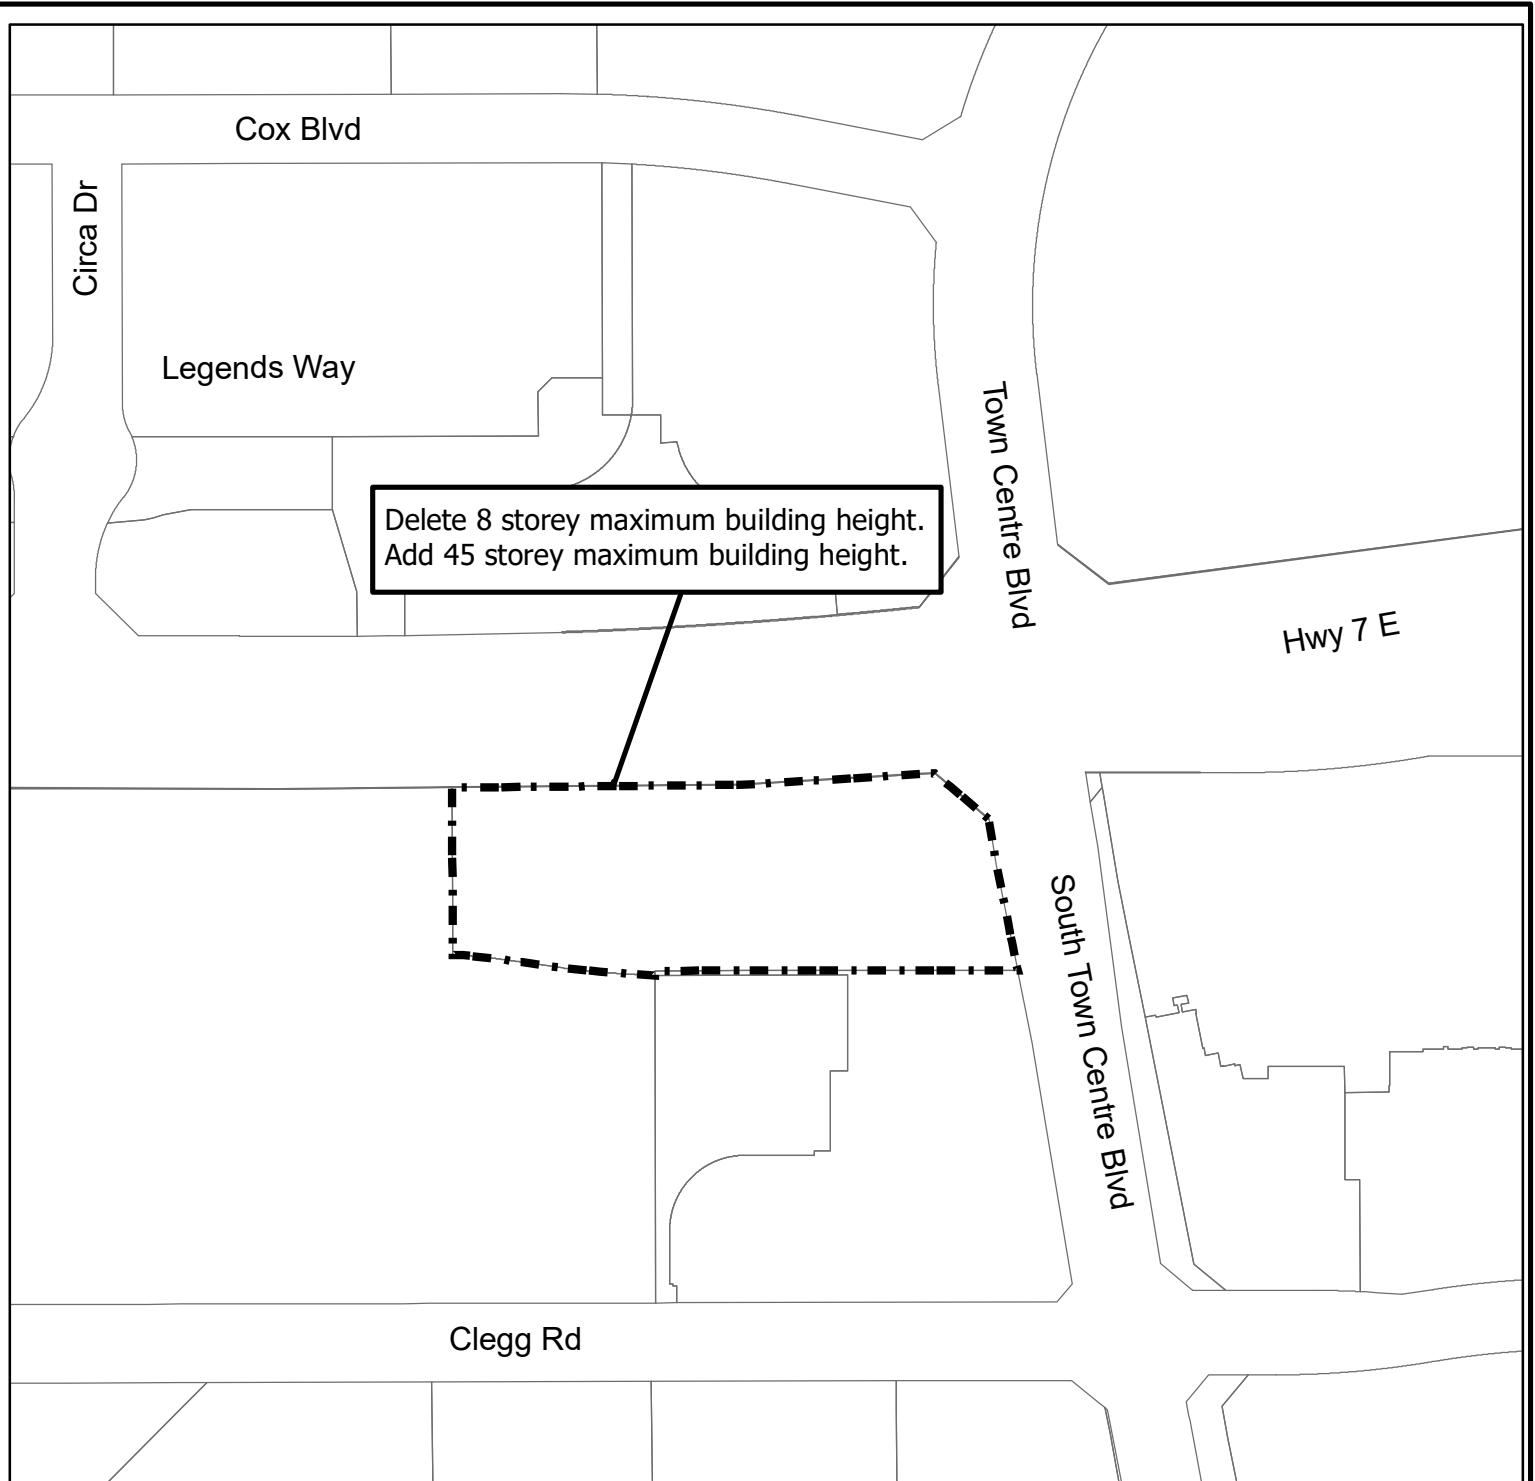 Cox Blvd
Circa Dr
Legends Way
Town Centre Blvd
Delete 8 storey maximum building height.
Add 45 storey maximum building height.
Hwy 7 E
South Town Centre Blvd
Clegg Rd